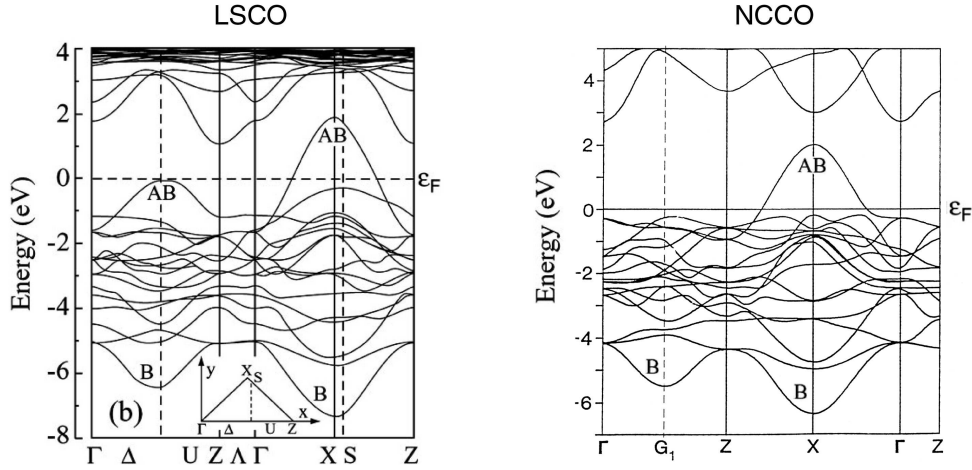 LSCO
NCCO
4
2
0
-2
-4
-6
-8
Energy (eV)
AB
AB
ε_F
B
B
(b)
y
X
S
x
Γ Δ U Z
Γ Δ U Z Λ Γ X S Z
4
2
0
-2
-4
-6
Energy (eV)
AB
ε_F
B
B
Γ G₁ Z X Γ Z